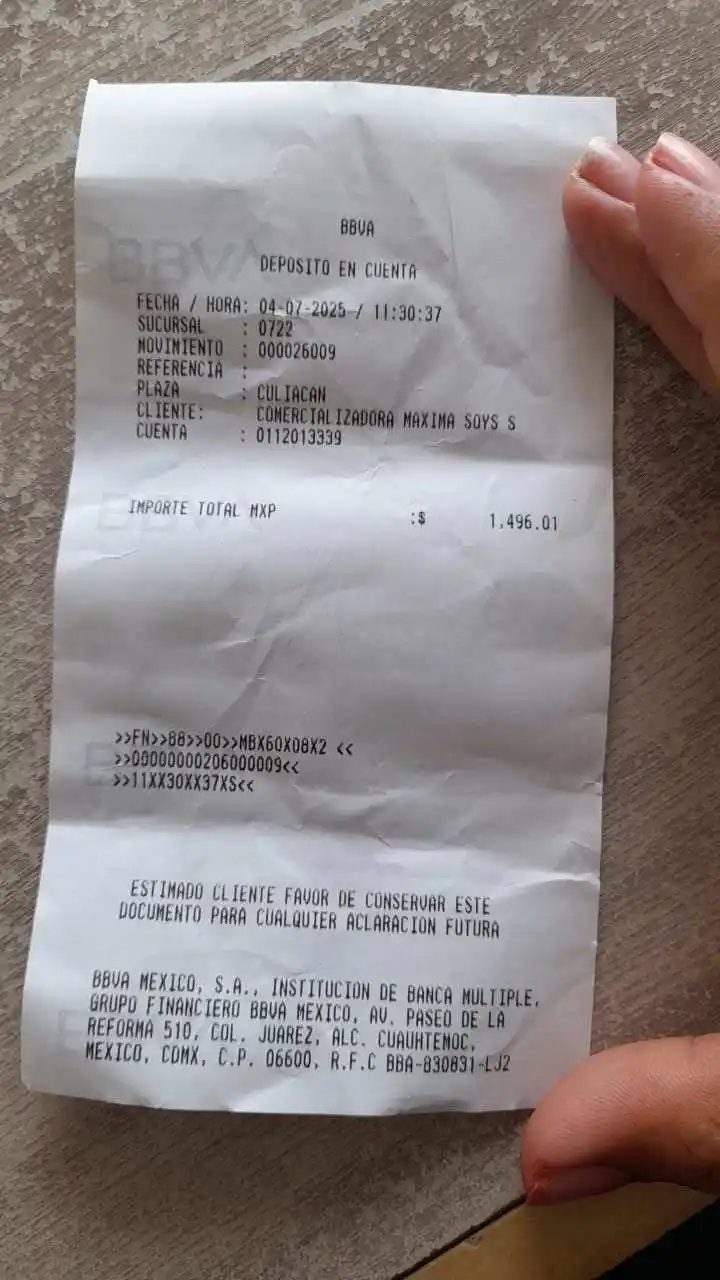 BBVA
DEPOSITO EN CUENTA
FECHA / HORA: 04-07-2025 / 11:30:37
SUCURSAL : 0722
MOVIMIENTO : 000026009
REFERENCIA :
PLAZA : CULIACAN
CLIENTE: COMERCIALIZADORA MAXIMA SOYS S
CUENTA : 0112013339
IMPORTE TOTAL MXP :$ 1,496.01
>>FN>>88>>00>>MBX60X08X2 <<
>>00000000206000009<<
>>11XX30XX37XS<<
ESTIMADO CLIENTE FAVOR DE CONSERVAR ESTE
DOCUMENTO PARA CUALQUIER ACLARACION FUTURA
BBVA MEXICO, S.A., INSTITUCION DE BANCA MULTIPLE,
GRUPO FINANCIERO BBVA MEXICO, AV. PASEO DE LA
REFORMA 510, COL. JUAREZ, ALC. CUAUHTEMOC,
MEXICO, CDMX, C.P. 06600, R.F.C BBA-830831-LJ2